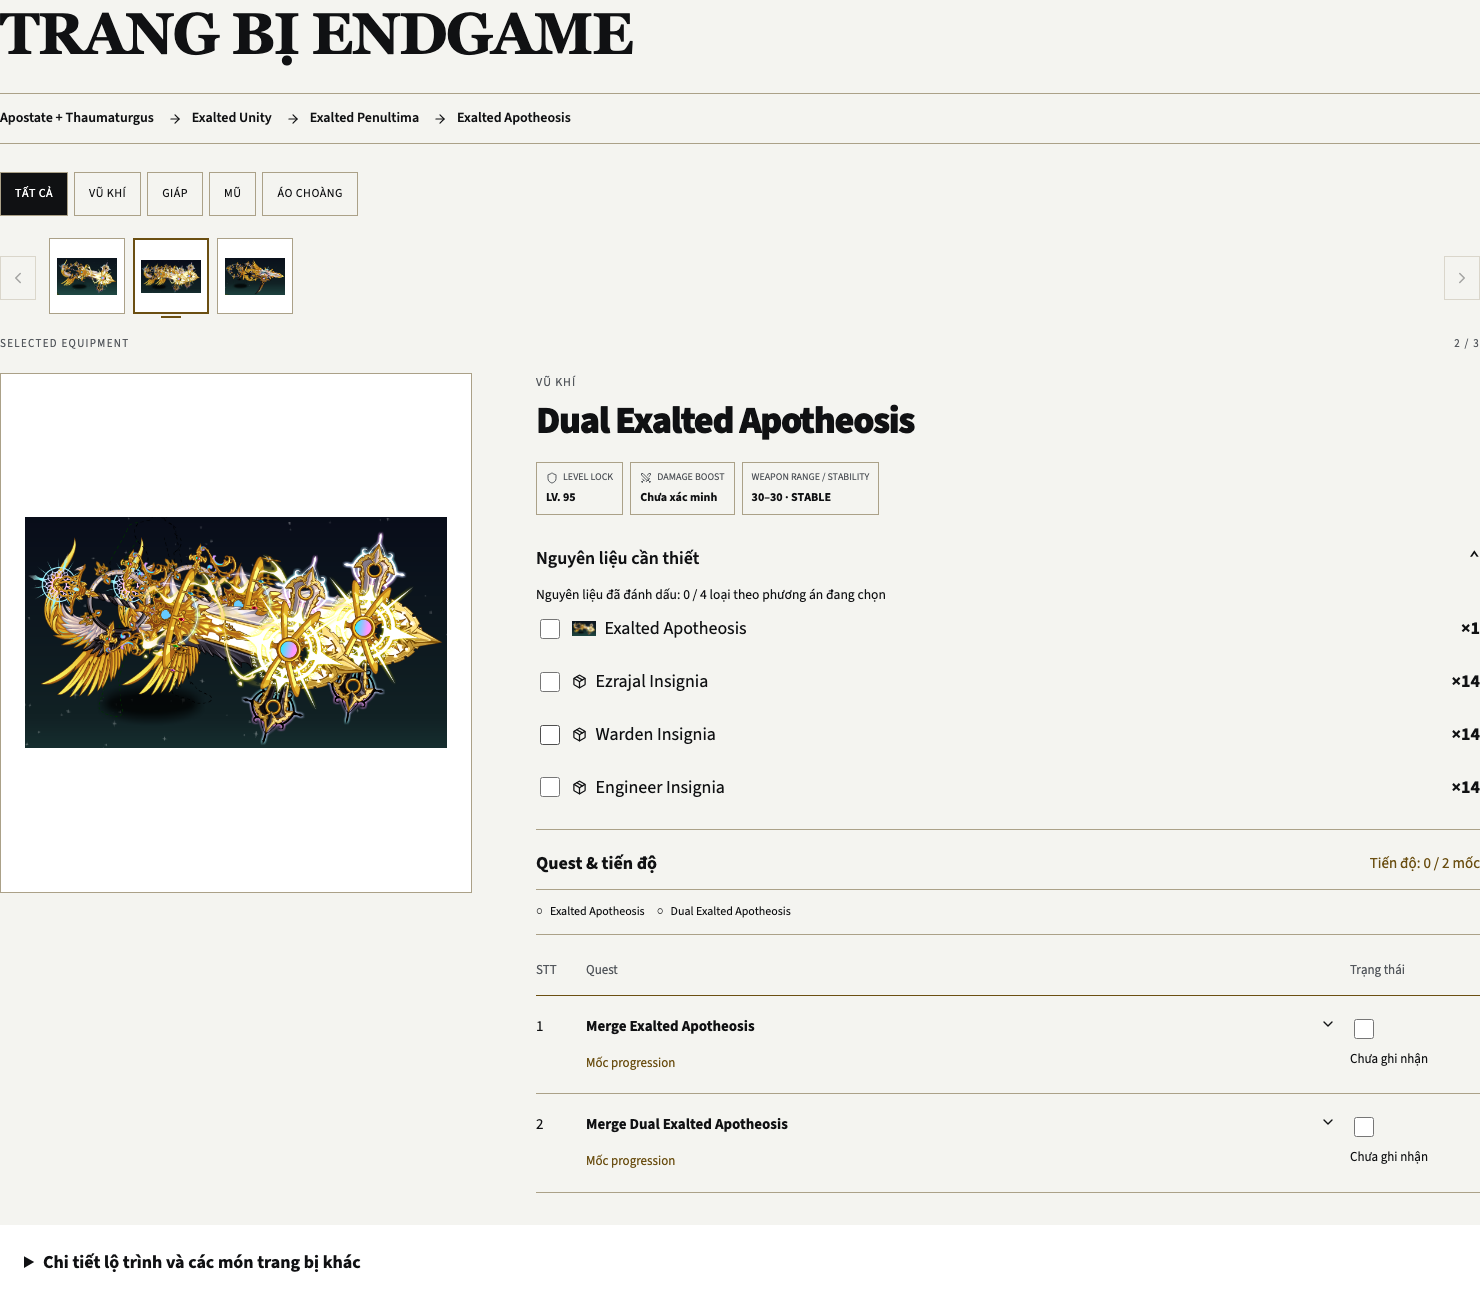 TRANG BỊ ENDGAME
Apostate + Thaumaturgus → Exalted Unity → Exalted Penultima → Exalted Apotheosis
TẤT CẢ VŨ KHÍ GIÁP MŨ ÁO CHOÀNG
SELECTED EQUIPMENT 2 / 3
VŨ KHÍ
Dual Exalted Apotheosis
LEVEL LOCK DAMAGE BOOST WEAPON RANGE / STABILITY
LV. 95 Chưa xác minh 30–30 · STABLE
Nguyên liệu cần thiết
Nguyên liệu đã đánh dấu: 0 / 4 loại theo phương án đang chọn
Exalted Apotheosis ×1
Ezrajal Insignia ×14
Warden Insignia ×14
Engineer Insignia ×14
Quest & tiến độ Tiến độ: 0 / 2 mốc
Exalted Apotheosis Dual Exalted Apotheosis
STT Quest Trạng thái
1 Merge Exalted Apotheosis
Mốc progression Chưa ghi nhận
2 Merge Dual Exalted Apotheosis
Mốc progression Chưa ghi nhận
Chi tiết lộ trình và các món trang bị khác